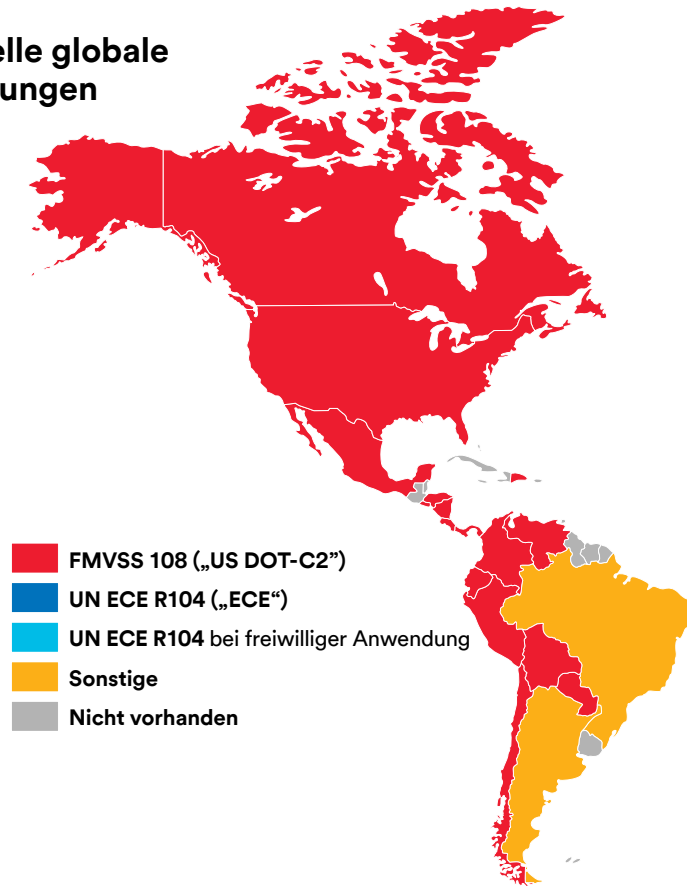 elle globale
ungen
FMVSS 108 („US DOT-C2”)
UN ECE R104 („ECE“)
UN ECE R104 bei freiwilliger Anwendung
Sonstige
Nicht vorhanden